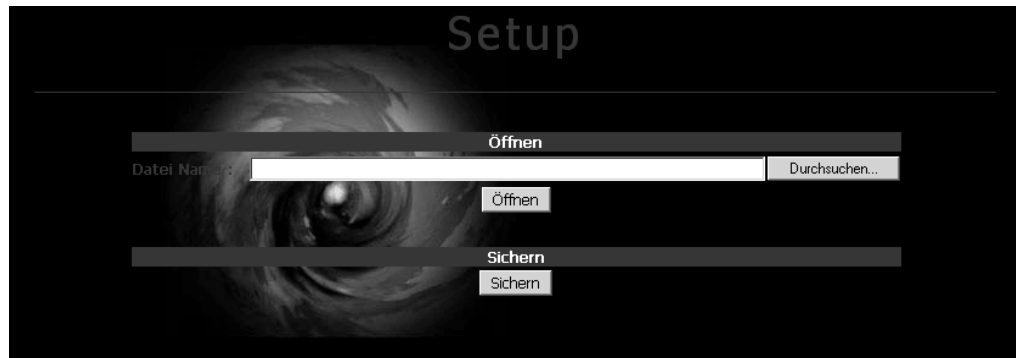 Setup
Öffnen
Datei Name: Durchsuchen...
Öffnen
Sichern
Sichern